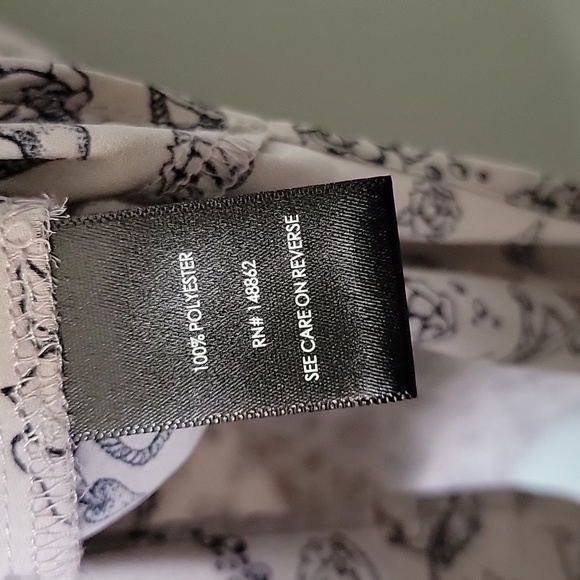 100% POLYESTER
RN# 148862
SEE CARE ON REVERSE